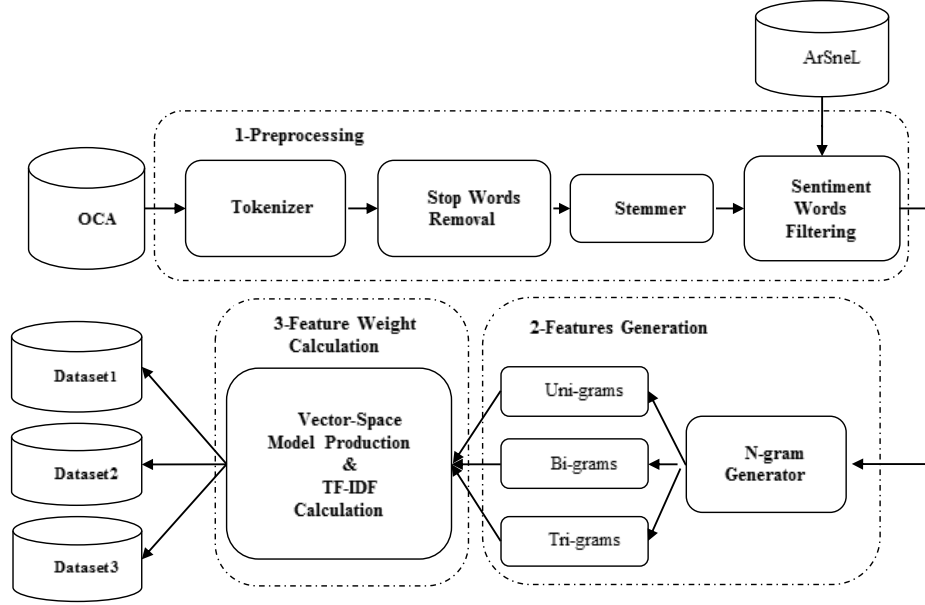 ArSneL
1-Preprocessing
OCA
Tokenizer
Stop Words
Removal
Stemmer
Sentiment
Words
Filtering
3-Feature Weight
Calculation
2-Features Generation
Dataset1
Dataset2
Dataset3
Vector-Space
Model Production
&
TF-IDF
Calculation
Uni-grams
Bi-grams
Tri-grams
N-gram
Generator